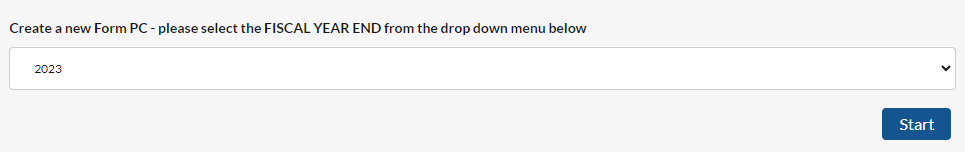 Create a new Form PC - please select the FISCAL YEAR END from the drop down menu below
2023
Start